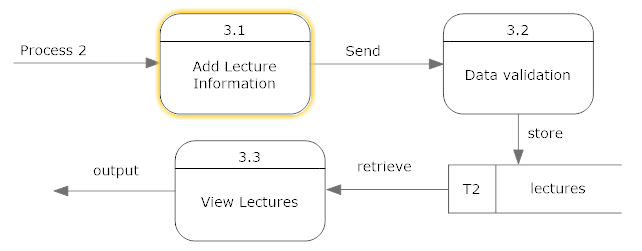 3.1
3.2
Process 2
Add Lecture
Information
Send
Data validation
store
3.3
output
View Lectures
retrieve
T2
lectures